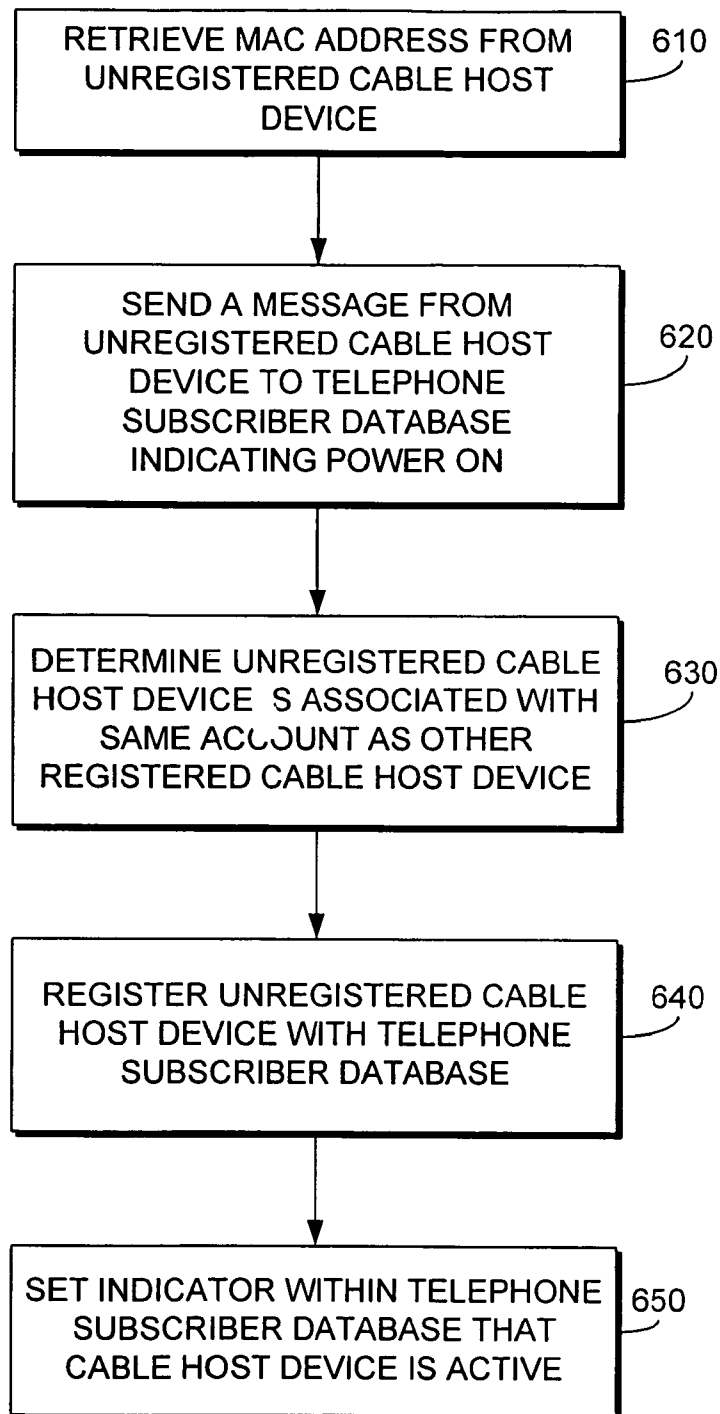 RETRIEVE MAC ADDRESS FROM
UNREGISTERED CABLE HOST
DEVICE
610
SEND A MESSAGE FROM
UNREGISTERED CABLE HOST
DEVICE TO TELEPHONE
SUBSCRIBER DATABASE
INDICATING POWER ON
620
DETERMINE UNREGISTERED CABLE
HOST DEVICE IS ASSOCIATED WITH
SAME ACCOUNT AS OTHER
REGISTERED CABLE HOST DEVICE
630
REGISTER UNREGISTERED CABLE
HOST DEVICE WITH TELEPHONE
SUBSCRIBER DATABASE
640
SET INDICATOR WITHIN TELEPHONE
SUBSCRIBER DATABASE THAT
CABLE HOST DEVICE IS ACTIVE
650